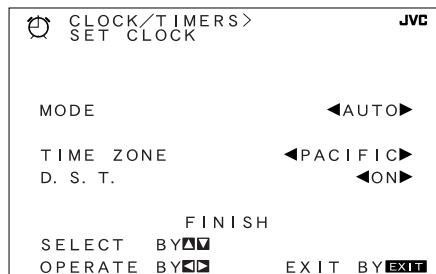 CLOCK/TIMERS> JVC
SET CLOCK
MODE ◀AUTO▶
TIME ZONE ◀PACIFIC▶
D. S. T. ◀ON▶
FINISH
SELECT BY▲▼
OPERATE BY◀▶ EXIT BY EXIT